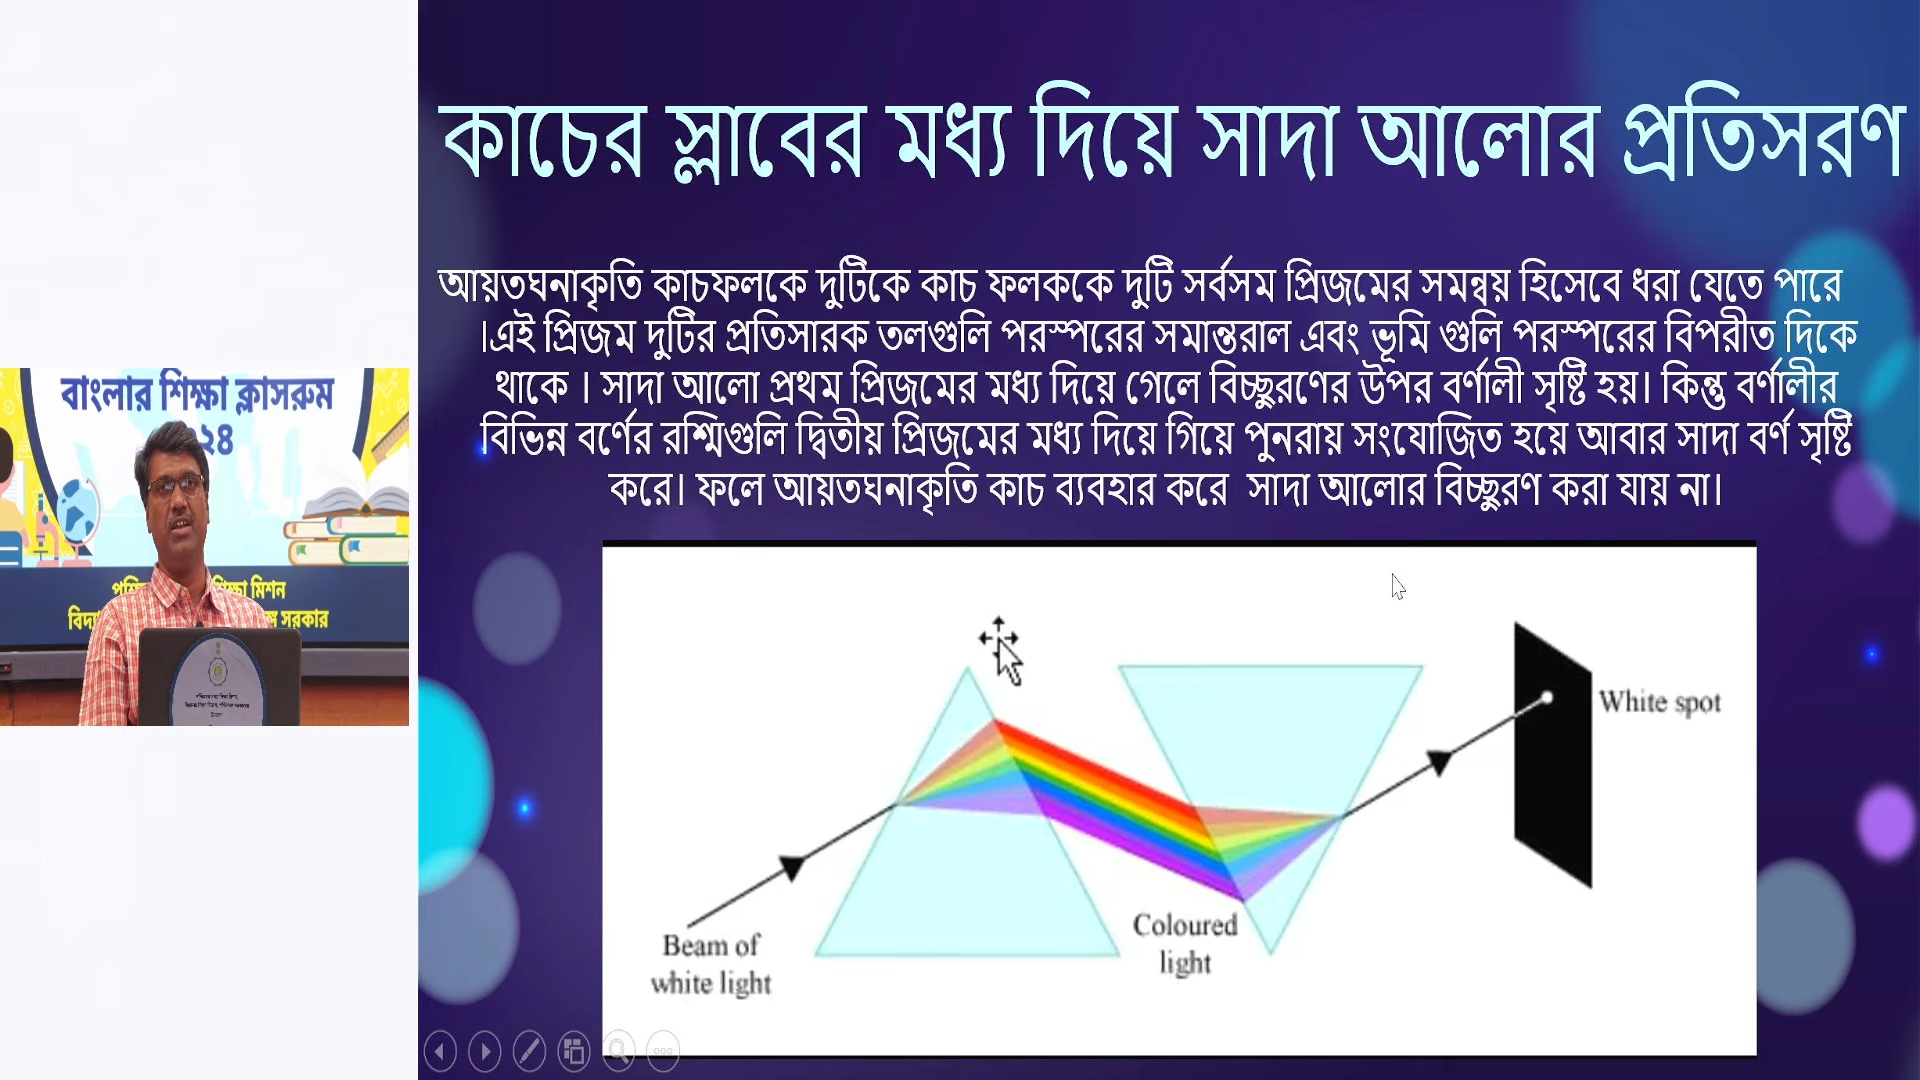 কাচের স্লাবের মধ্য দিয়ে সাদা আলোর প্রতিসরণ
আয়তঘনাকৃতি কাচফলকে দুটিকে কাচ ফলককে দুটি সর্বসম প্রিজমের সমন্বয় হিসেবে ধরা যেতে পারে
।এই প্রিজম দুটির প্রতিসারক তলগুলি পরস্পরের সমান্তরাল এবং ভূমি গুলি পরস্পরের বিপরীত দিকে
থাকে । সাদা আলো প্রথম প্রিজমের মধ্য দিয়ে গেলে বিচ্ছুরণের উপর বর্ণালী সৃষ্টি হয়। কিন্তু বর্ণালীর
বিভিন্ন বর্ণের রশ্মিগুলি দ্বিতীয় প্রিজমের মধ্য দিয়ে গিয়ে পুনরায় সংযোজিত হয়ে আবার সাদা বর্ণ সৃষ্টি
করে। ফলে আয়তঘনাকৃতি কাচ ব্যবহার করে সাদা আলোর বিচ্ছুরণ করা যায় না।
বাংলার শিক্ষা ক্লাসরুম
২৪
মিশন
সরকার
White spot
Coloured
light
Beam of
white light